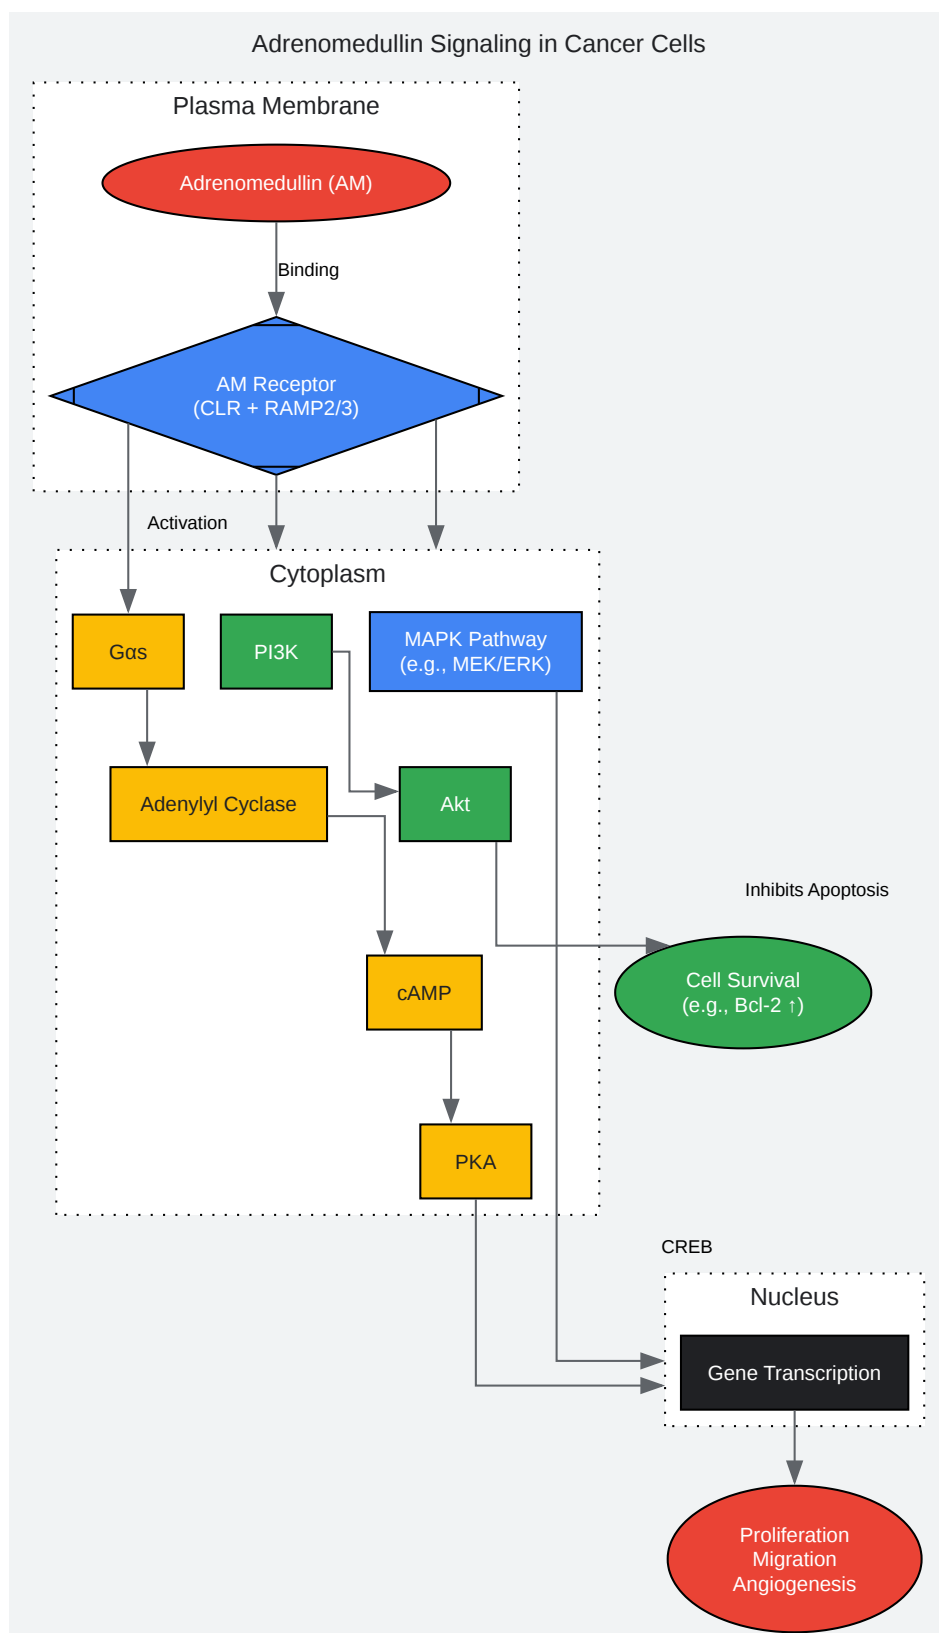 Adrenomedullin Signaling in Cancer Cells
Plasma Membrane
Adrenomedullin (AM)
Binding
AM Receptor
(CLR + RAMP2/3)
Activation
Cytoplasm
Gαs
PI3K
MAPK Pathway
(e.g., MEK/ERK)
Adenylyl Cyclase
Akt
Inhibits Apoptosis
cAMP
Cell Survival
(e.g., Bcl-2 ↑)
PKA
CREB
Nucleus
Gene Transcription
Proliferation
Migration
Angiogenesis